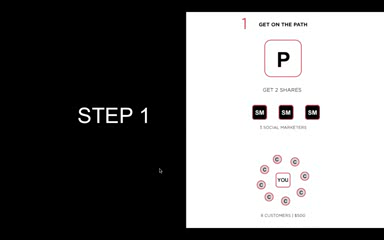 STEP 1
1 GET ON THE PATH
P
GET 2 SHARES
SM SM SM
3 SOCIAL MARKETERS
C C
C C
C YOU C
C C
C C
8 CUSTOMERS | $500